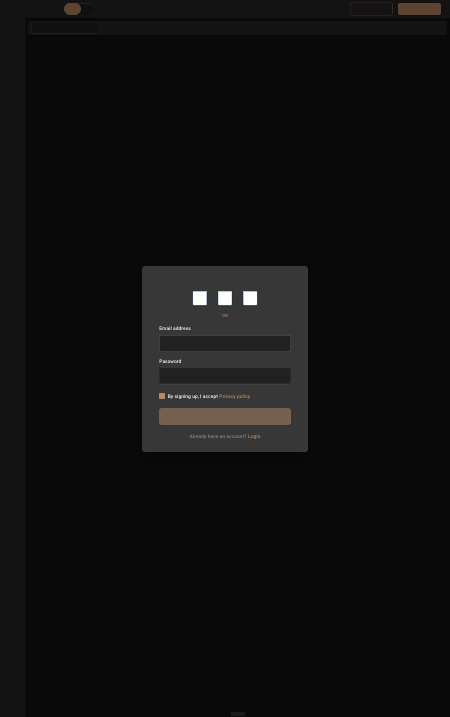 OR
Email address
Password
By signing up, I accept Privacy policy
Already have an account? Login